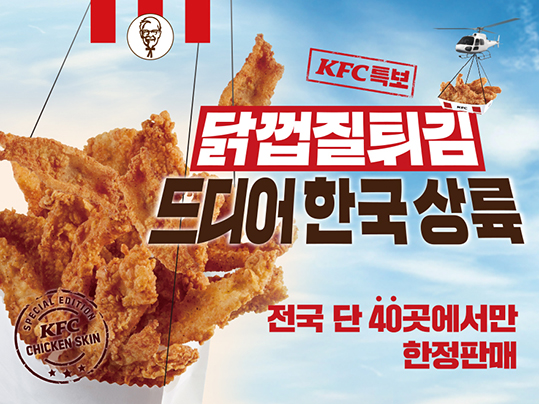 KFC특보
KFC
닭껍질튀김
드디어 한국 상륙
전국 단 40곳에서만
한정판매
SPECIAL EDITION
KFC
CHICKEN SKIN